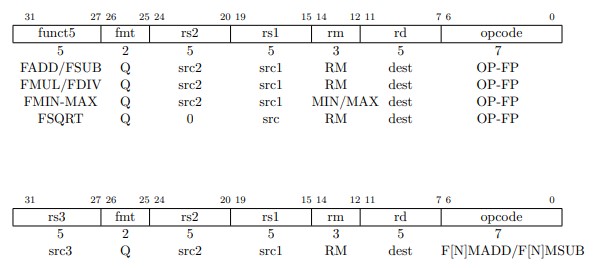 31 27 26 25 24 20 19 15 14 12 11 7 6 0
funct5 fmt rs2 rs1 rm rd opcode
5 2 5 5 3 5 7
FADD/FSUB Q src2 src1 RM dest OP-FP
FMUL/FDIV Q src2 src1 RM dest OP-FP
FMIN-MAX Q src2 src1 MIN/MAX dest OP-FP
FSQRT Q 0 src RM dest OP-FP
31 27 26 25 24 20 19 15 14 12 11 7 6 0
rs3 fmt rs2 rs1 rm rd opcode
5 2 5 5 3 5 7
src3 Q src2 src1 RM dest F[N]MADD/F[N]MSUB